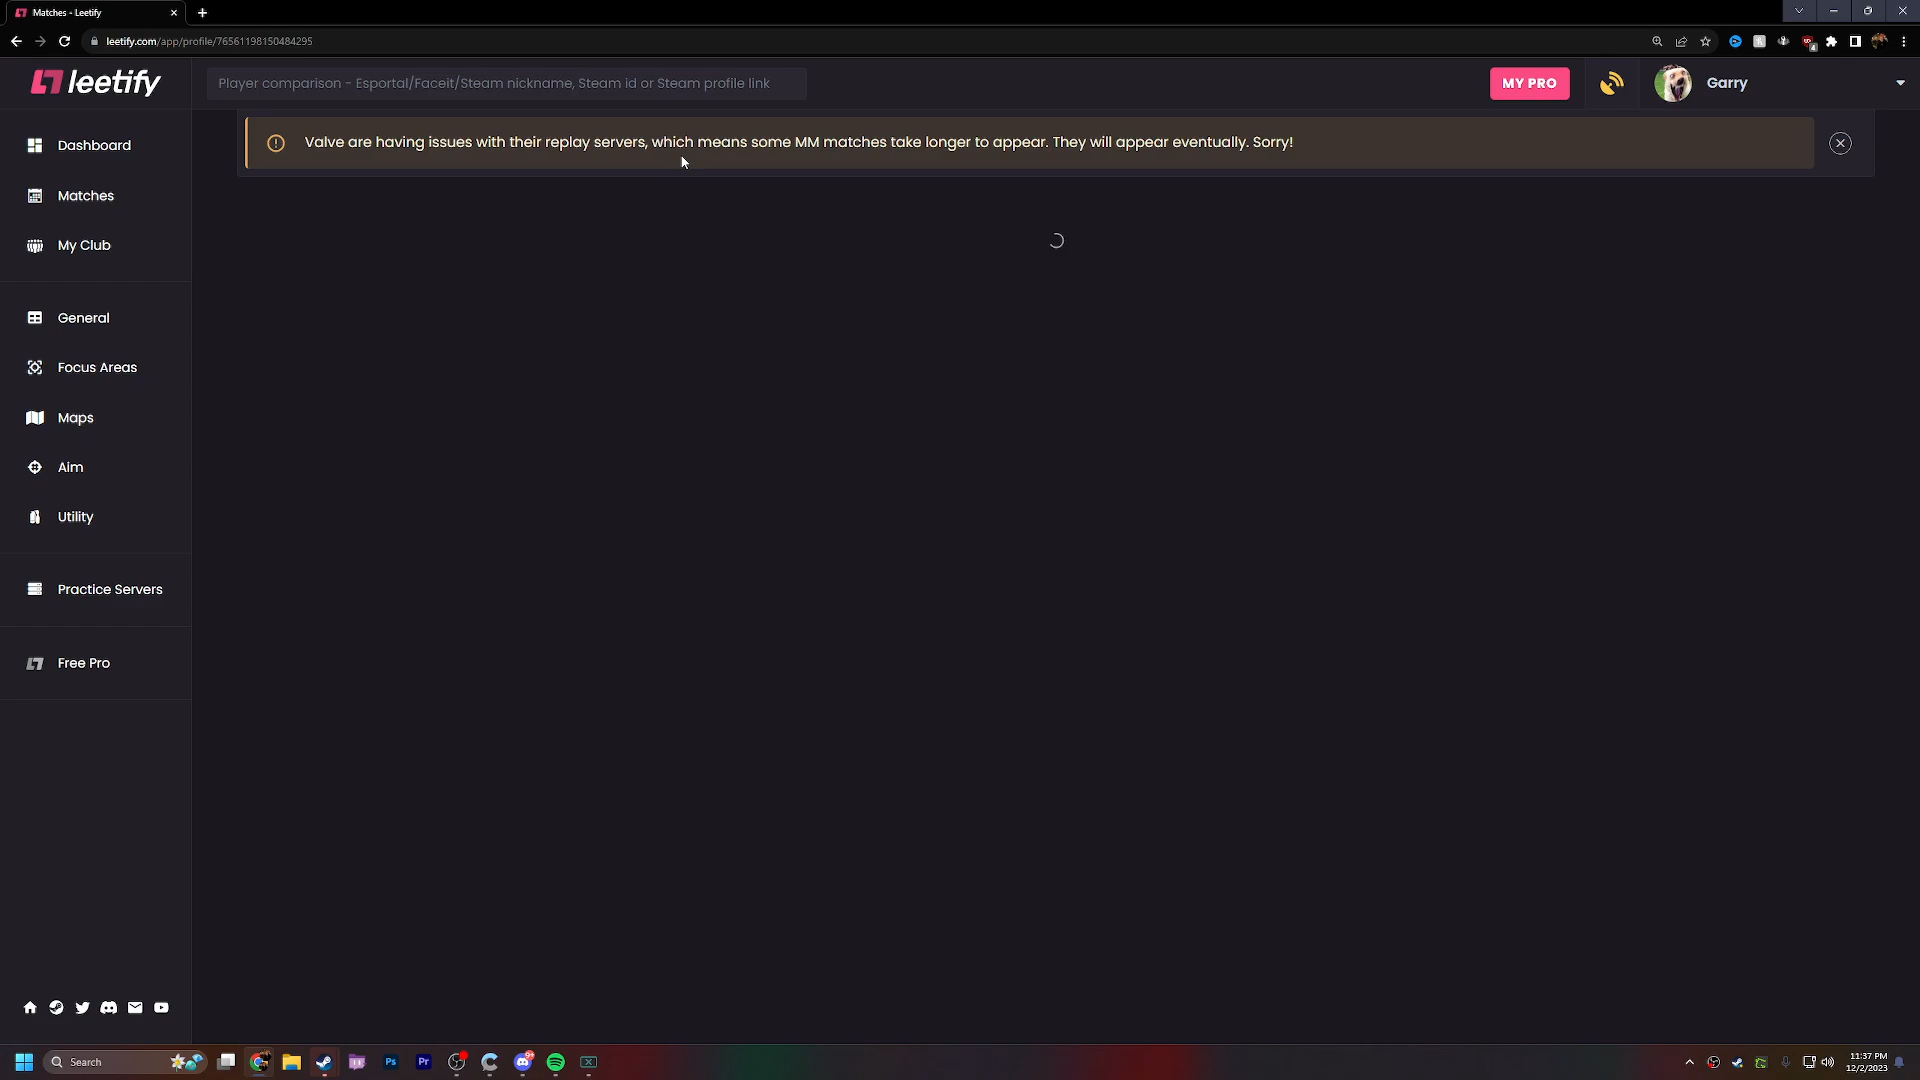 Matches - Leetify
leetify.com/app/profile/76561198150484295
leetify
Player comparison - Esportal/Faceit/Steam nickname, Steam id or Steam profile link
MY PRO
Garry
Valve are having issues with their replay servers, which means some MM matches take longer to appear. They will appear eventually. Sorry!
Dashboard
Matches
My Club
General
Focus Areas
Maps
Aim
Utility
Practice Servers
Free Pro
Search
Ps
Pr
11:37 PM
12/2/2023